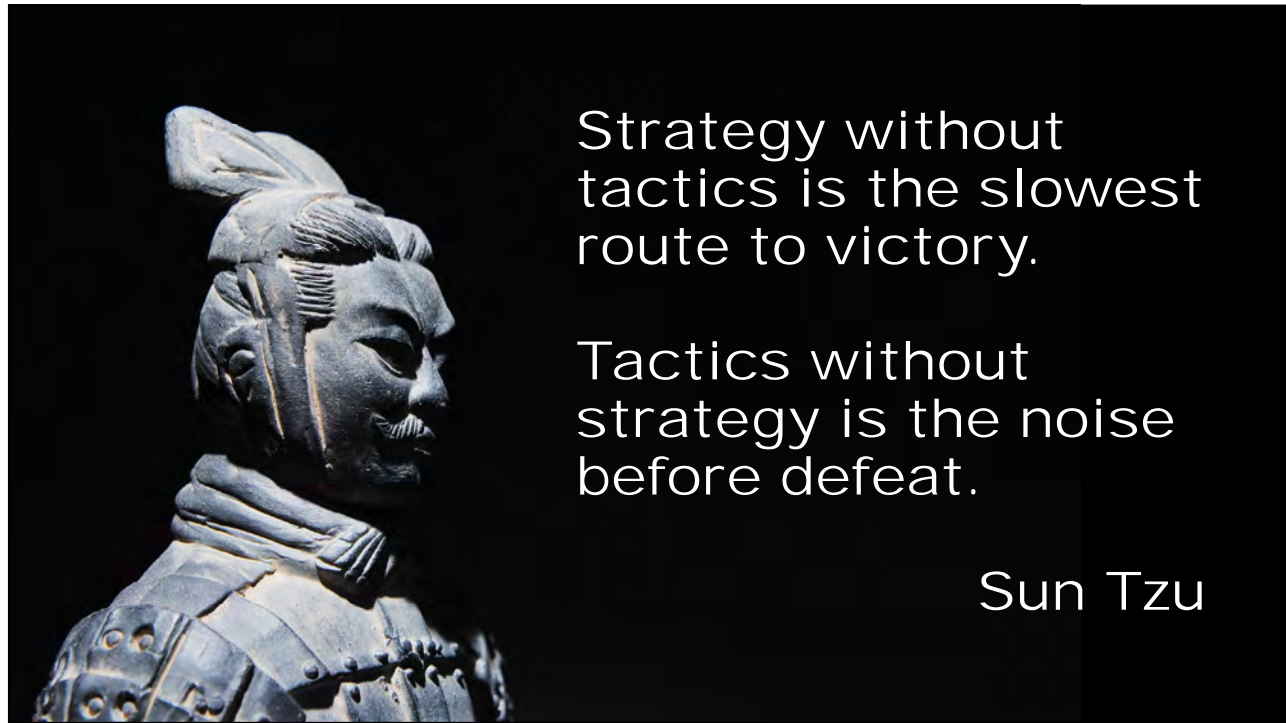 Strategy without
tactics is the slowest
route to victory.
Tactics without
strategy is the noise
before defeat.
Sun Tzu